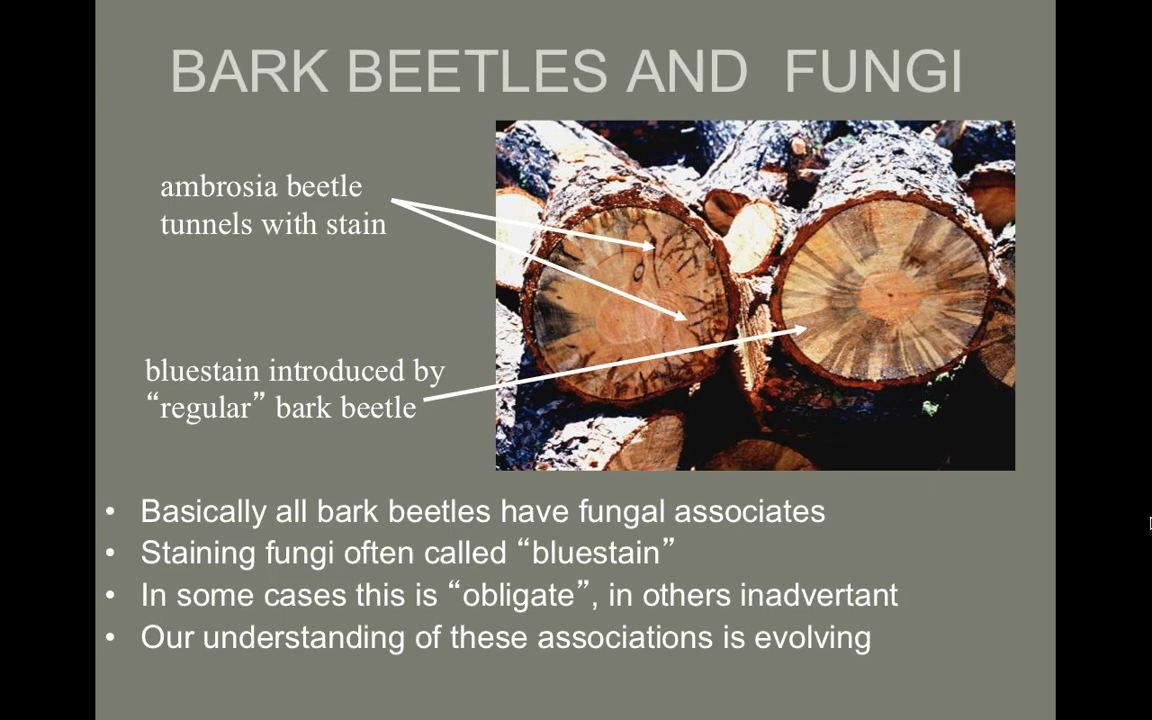 BARK BEETLES AND  FUNGI
ambrosia beetle
tunnels with stain
bluestain introduced by
“regular” bark beetle
• Basically all bark beetles have fungal associates
• Staining fungi often called “bluestain”
• In some cases this is “obligate”, in others inadvertant
• Our understanding of these associations is evolving